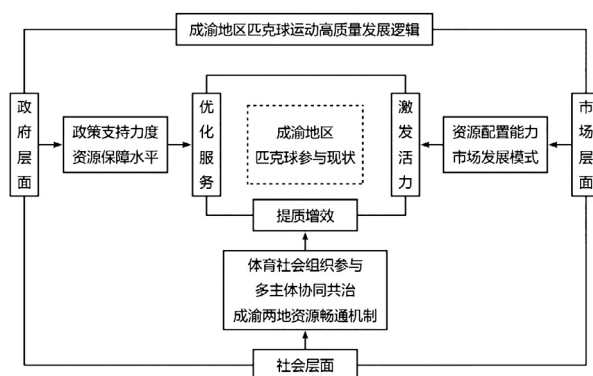 成渝地区匹克球运动高质量发展逻辑
政府层面
政策支持力度
资源保障水平
优化服务
成渝地区
匹克球参与现状
激发活力
资源配置能力
市场发展模式
市场层面
提质增效
体育社会组织参与
多主体协同共治
成渝两地资源畅通机制
社会层面